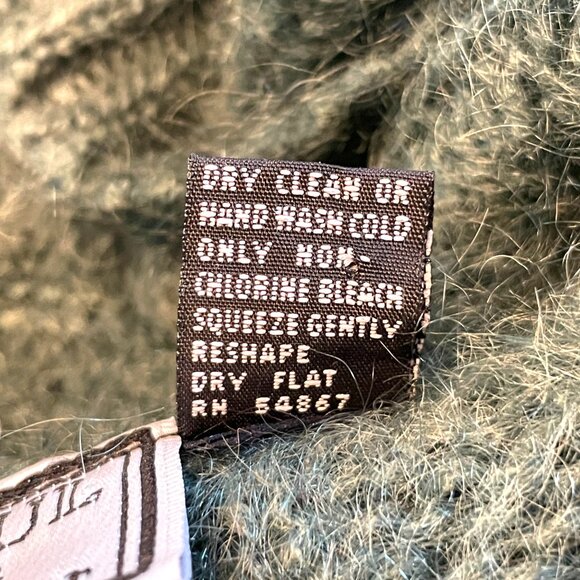 DRY CLEAN OR
HAND WASH COLD
ONLY NON-
CHLORINE BLEACH
SQUEEZE GENTLY
RESHAPE
DRY FLAT
RN 54867